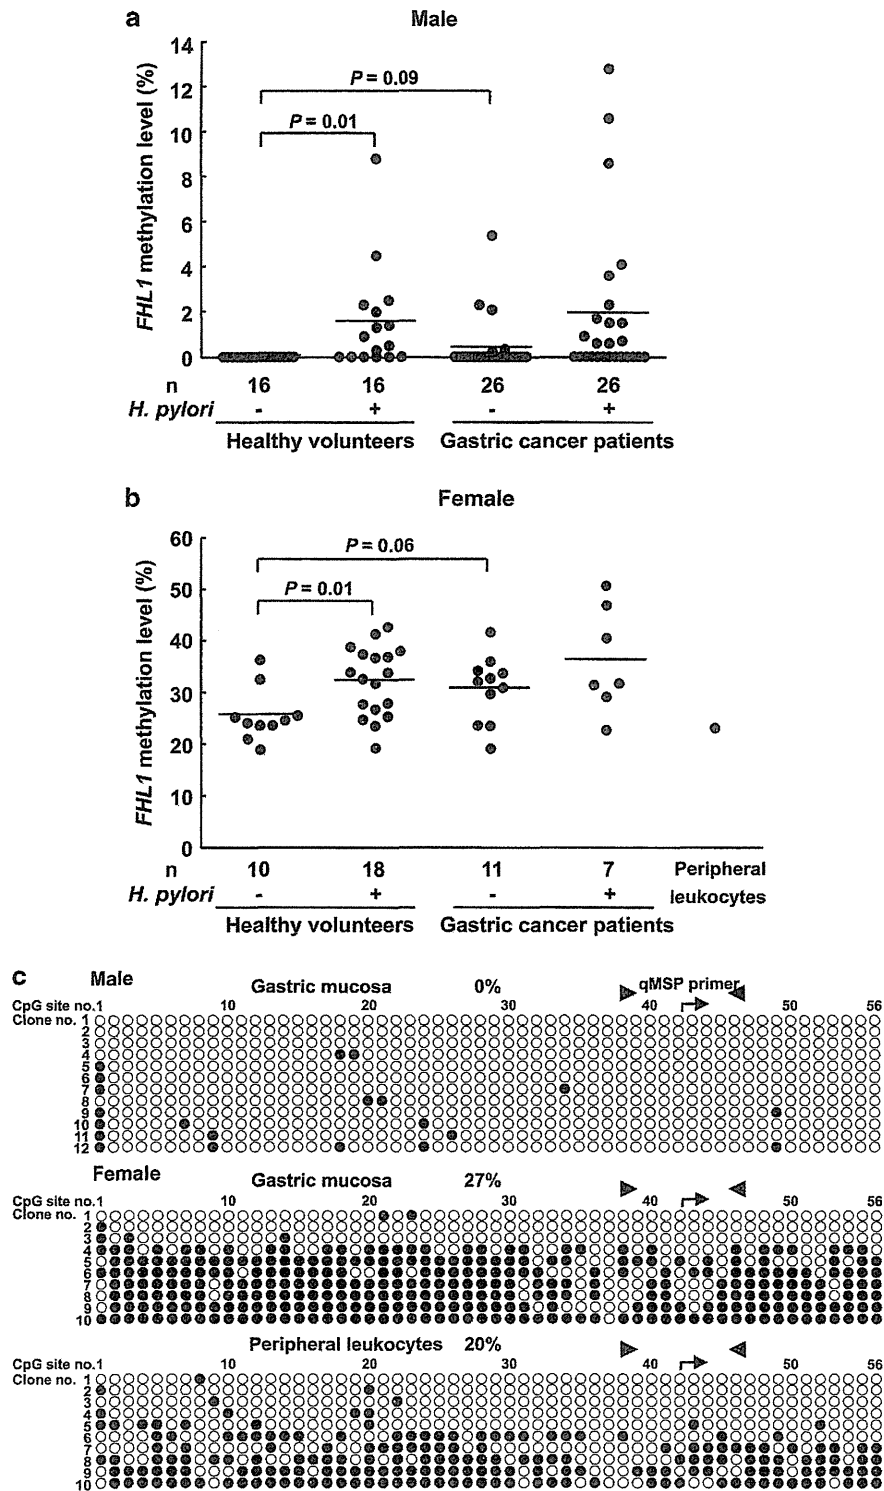 a
Male
FHL1 methylation level (%)
14
12
10
8
6
4
2
0
P = 0.09
P = 0.01
n 16 16 26 26
H. pylori - + - +
Healthy volunteers Gastric cancer patients
b
Female
FHL1 methylation level (%)
60
50
40
30
20
10
0
P = 0.06
P = 0.01
n 10 18 11 7 Peripheral
H. pylori - + - + leukocytes
Healthy volunteers Gastric cancer patients
c
Male Gastric mucosa 0% qMSP primer
CpG site no.1 10 20 30 40 50 56
Clone no. 1
2
3
4
5
6
7
8
9
10
11
12
Female Gastric mucosa 27%
CpG site no.1 10 20 30 40 50 56
Clone no. 1
2
3
4
5
6
7
8
9
10
Peripheral leukocytes 20%
CpG site no.1 10 20 30 40 50 56
Clone no. 1
2
3
4
5
6
7
8
9
10